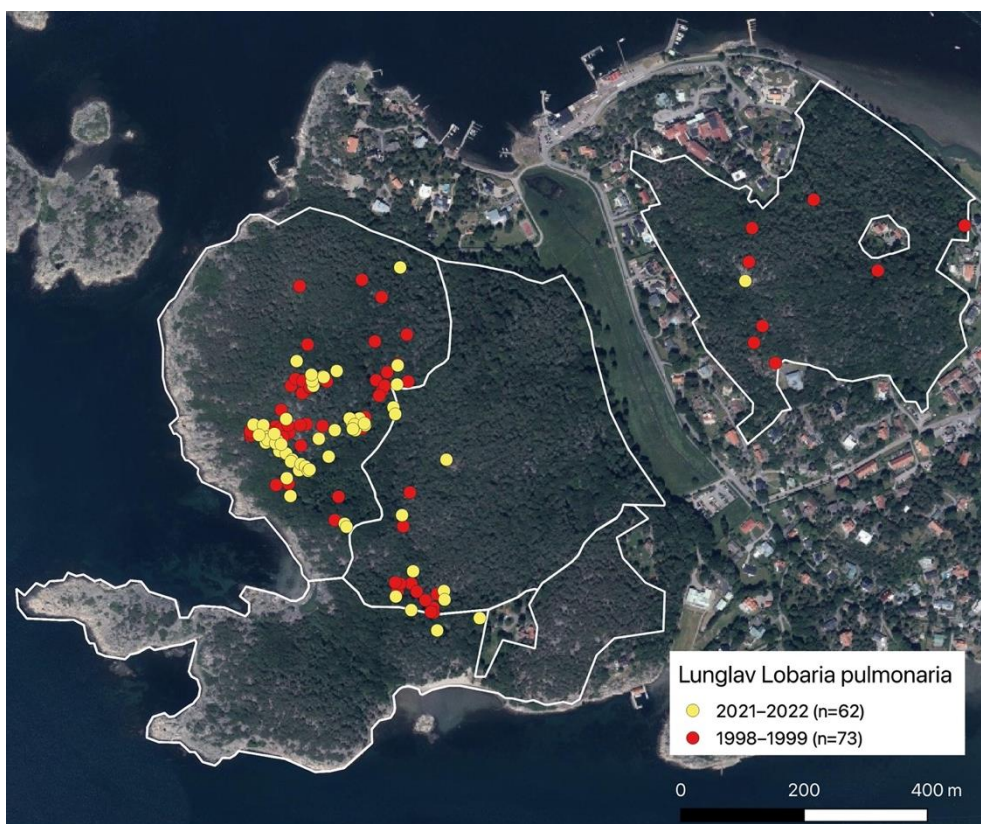 Lunglav Lobaria pulmonaria
2021–2022 (n=62)
1998–1999 (n=73)
0 200 400 m